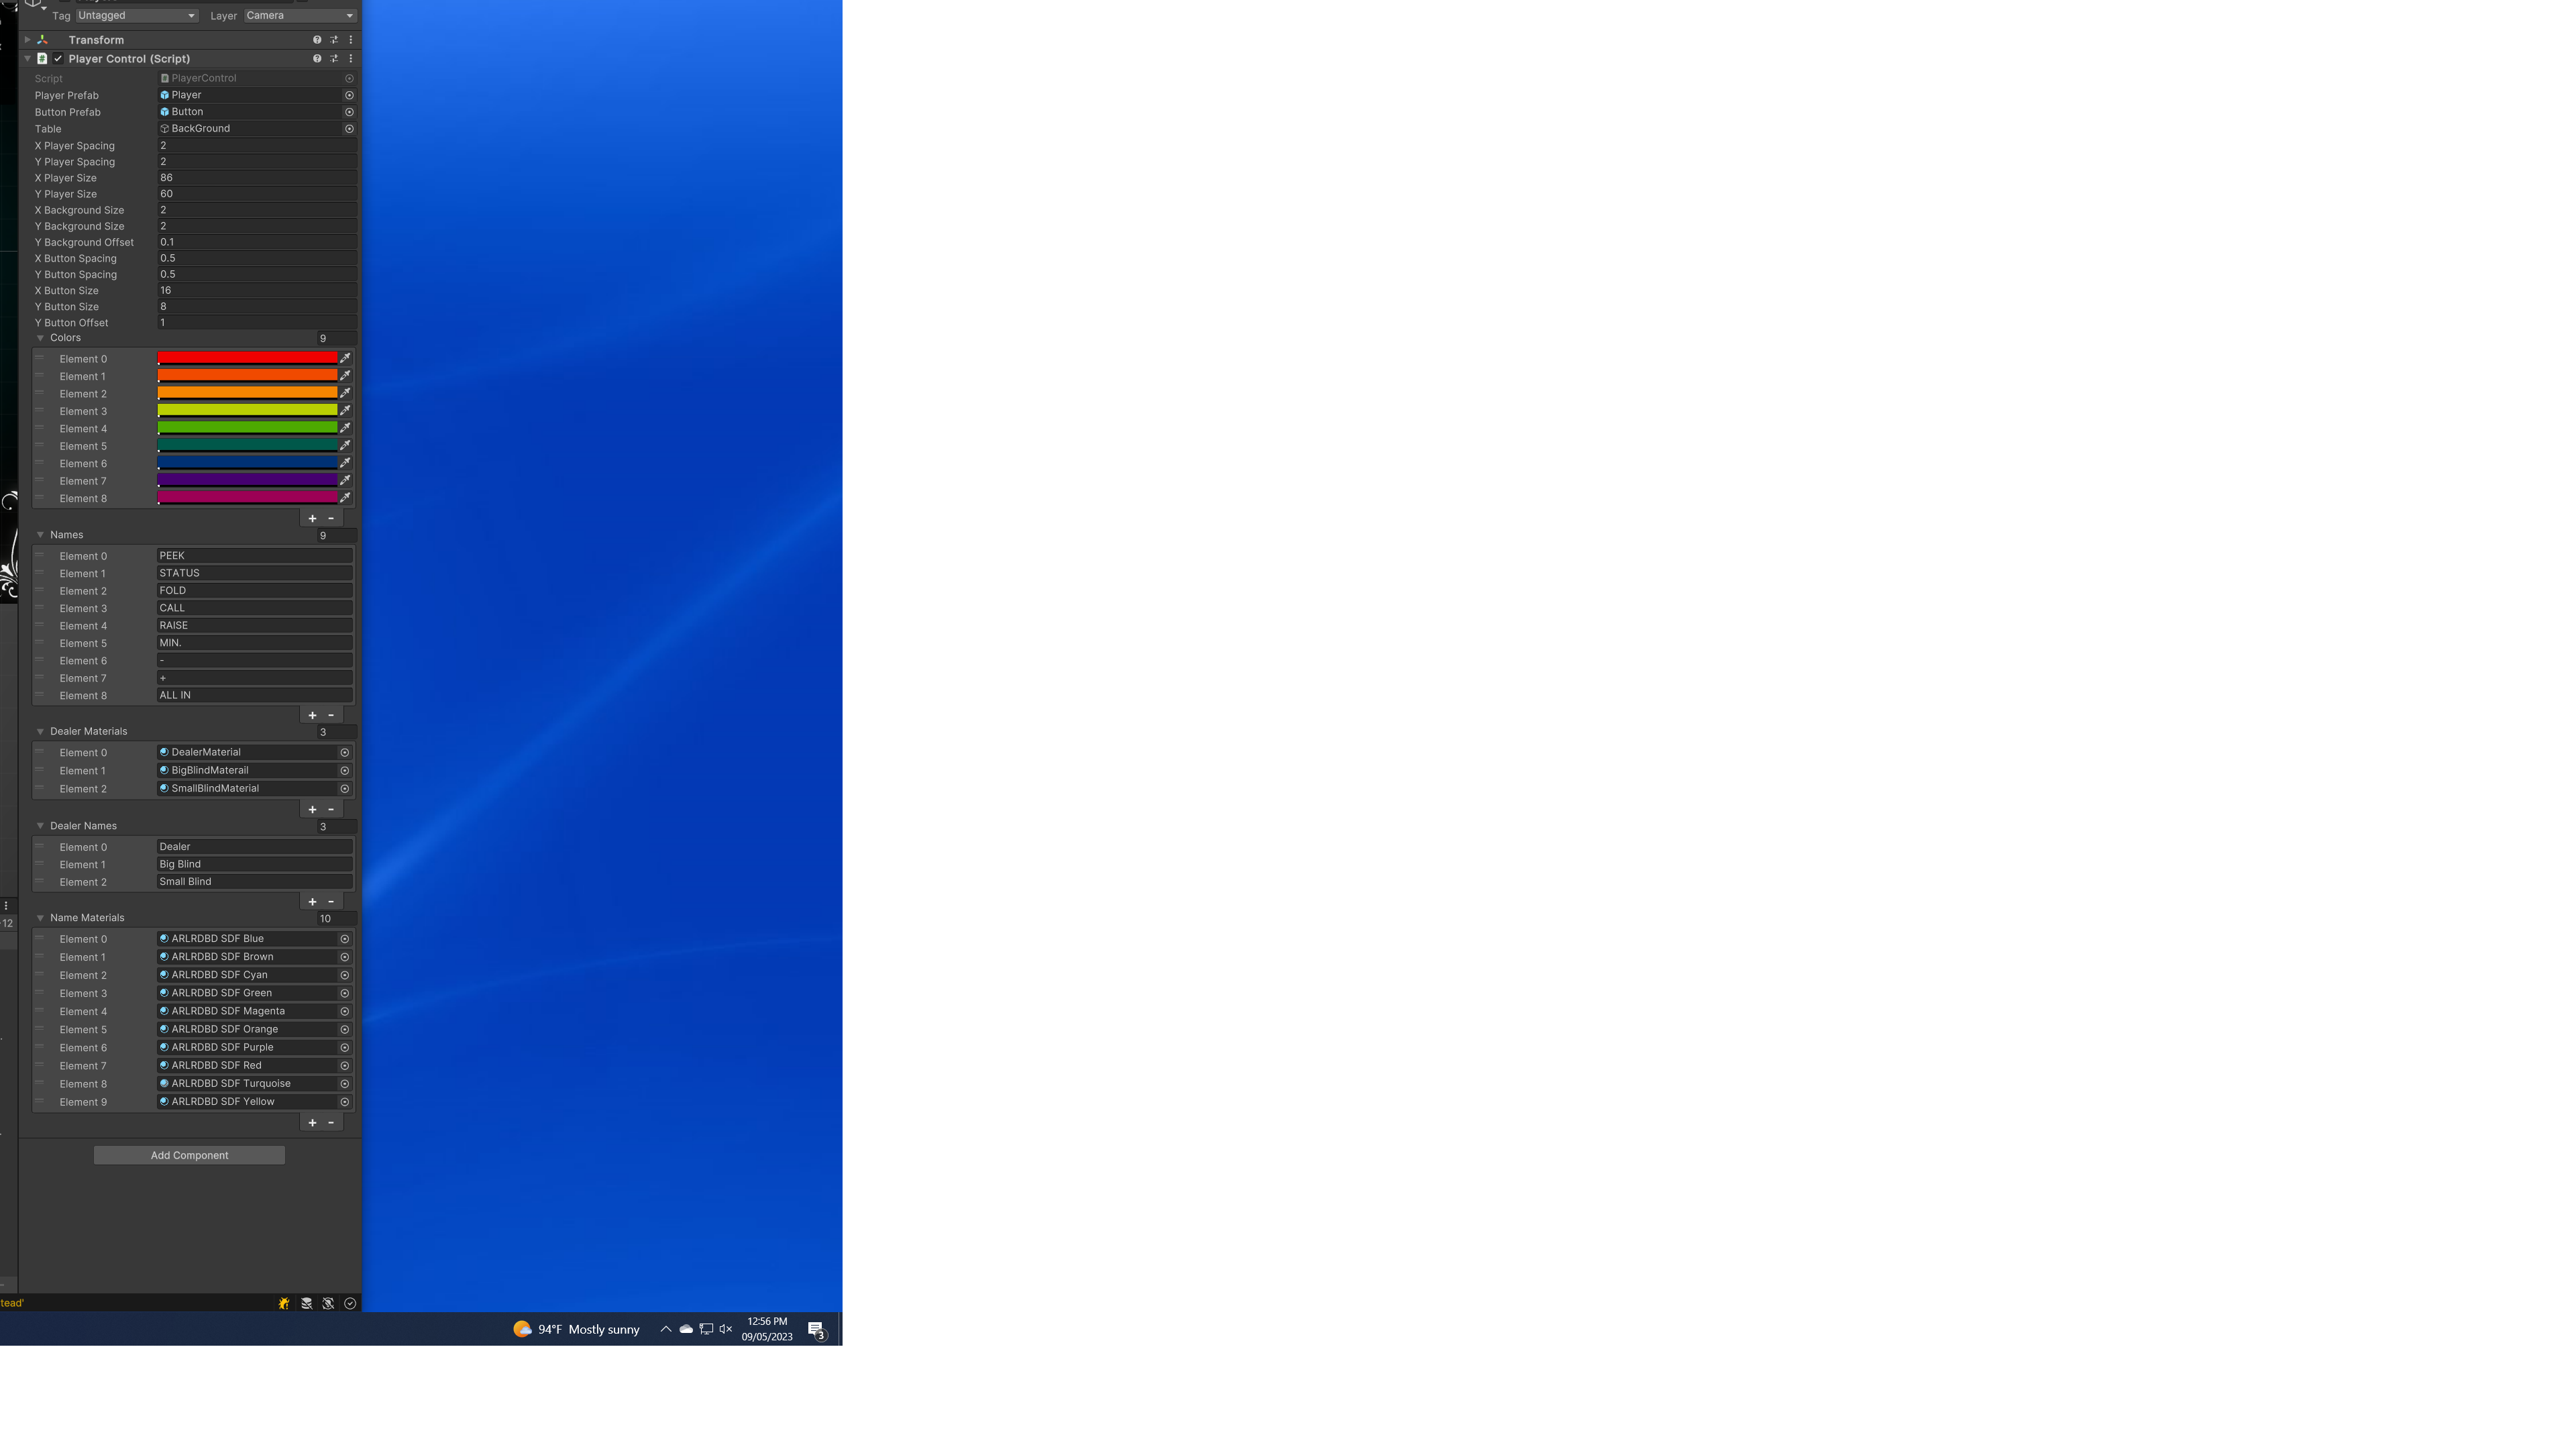 Tag Untagged Layer Camera
Transform
Player Control (Script)
Script PlayerControl
Player Prefab Player
Button Prefab Button
Table BackGround
X Player Spacing 2
Y Player Spacing 2
X Player Size 86
Y Player Size 60
X Background Size 2
Y Background Size 2
Y Background Offset 0.1
X Button Spacing 0.5
Y Button Spacing 0.5
X Button Size 16
Y Button Size 8
Y Button Offset 1
Colors 9
Element 0
Element 1
Element 2
Element 3
Element 4
Element 5
Element 6
Element 7
Element 8
+ -
Names 9
Element 0 PEEK
Element 1 STATUS
Element 2 FOLD
Element 3 CALL
Element 4 RAISE
Element 5 MIN.
Element 6 -
Element 7 +
Element 8 ALL IN
+ -
Dealer Materials 3
Element 0 DealerMaterial
Element 1 BigBlindMaterail
Element 2 SmallBlindMaterial
+ -
Dealer Names 3
Element 0 Dealer
Element 1 Big Blind
Element 2 Small Blind
+ -
12
Name Materials 10
Element 0 ARLRDBD SDF Blue
Element 1 ARLRDBD SDF Brown
Element 2 ARLRDBD SDF Cyan
Element 3 ARLRDBD SDF Green
Element 4 ARLRDBD SDF Magenta
Element 5 ARLRDBD SDF Orange
Element 6 ARLRDBD SDF Purple
Element 7 ARLRDBD SDF Red
Element 8 ARLRDBD SDF Turquoise
Element 9 ARLRDBD SDF Yellow
+ -
Add Component
tead'
94°F Mostly sunny
12:56 PM
09/05/2023
3